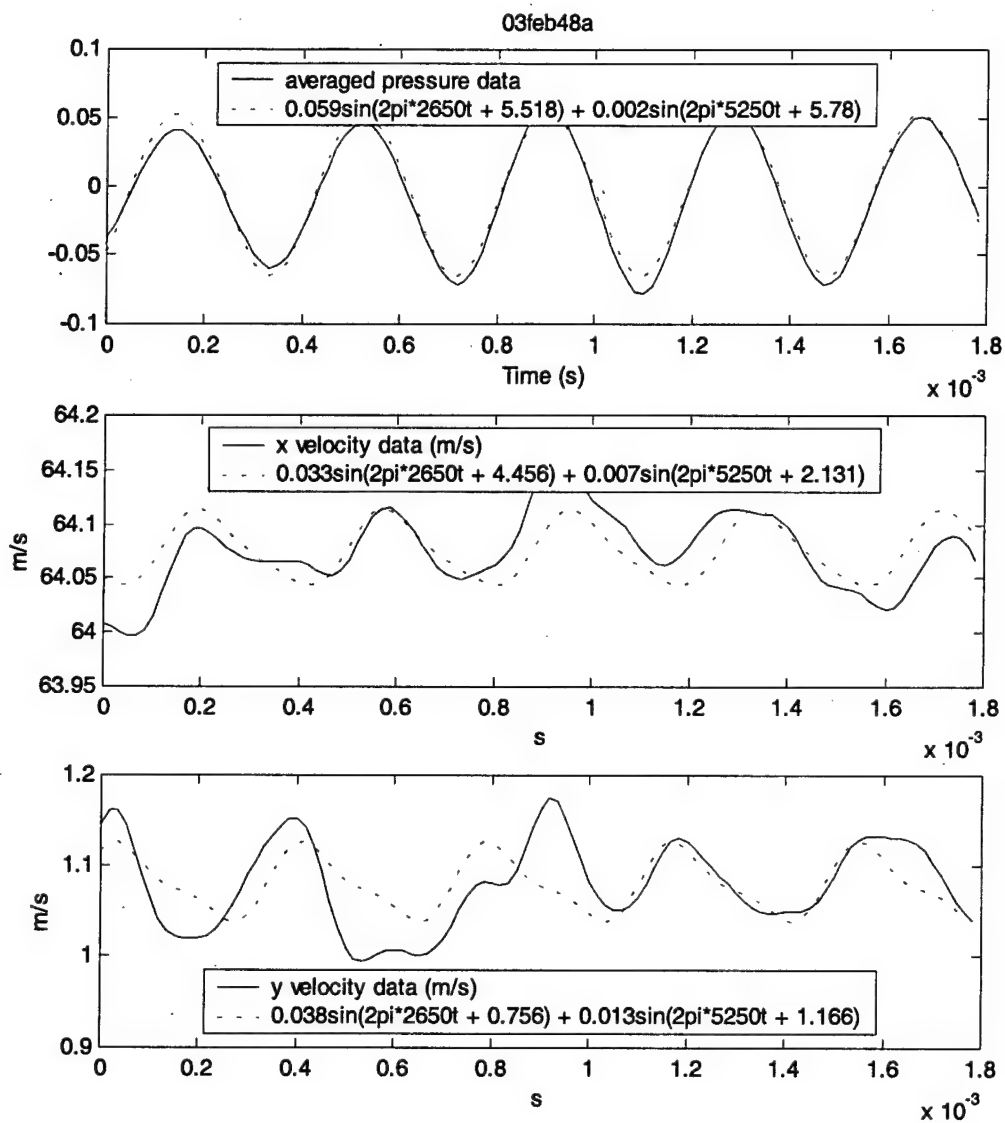 03feb48a
0.1
averaged pressure data
0.059sin(2pi*2650t + 5.518) + 0.002sin(2pi*5250t + 5.78)
0.05
0
-0.05
-0.1
0 0.2 0.4 0.6 0.8 1 1.2 1.4 1.6 1.8
Time (s)
x 10^-3
64.2
x velocity data (m/s)
0.033sin(2pi*2650t + 4.456) + 0.007sin(2pi*5250t + 2.131)
64.15
64.1
64.05
64
63.95
m/s
0 0.2 0.4 0.6 0.8 1 1.2 1.4 1.6 1.8
s
x 10^-3
1.2
1.1
1
0.9
m/s
y velocity data (m/s)
0.038sin(2pi*2650t + 0.756) + 0.013sin(2pi*5250t + 1.166)
0 0.2 0.4 0.6 0.8 1 1.2 1.4 1.6 1.8
s
x 10^-3